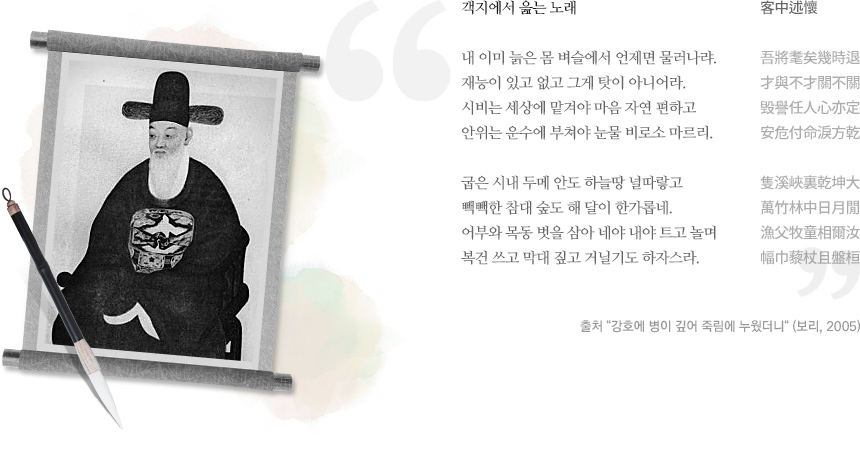 객지에서 읊는 노래
客中述懷
내 이미 늙은 몸 벼슬에서 언제면 물러나랴.
吾將耄矣幾時退
재능이 있고 없고 그게 탓이 아니어라.
才與不才關不關
시비는 세상에 맡겨야 마음 자연 편하고
毁譽任人心亦定
안위는 운수에 부쳐야 눈물 비로소 마르리.
安危付命淚方乾
굽은 시내 두메 안도 하늘땅 널따랗고
隻溪峽裏乾坤大
빽빽한 참대 숲도 해 달이 한가롭네.
萬竹林中日月閒
어부와 목동 벗을 삼아 네야 내야 트고 놀며
漁父牧童相爾汝
복건 쓰고 막대 짚고 거닐기도 하자스라.
幅巾藜杖且盤桓
출처 "강호에 병이 깊어 죽림에 누웠더니" (보리, 2005)